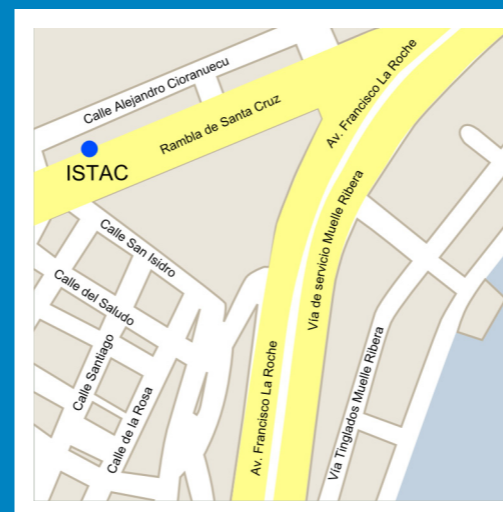 Calle Alejandro Cioranuecu
Rambla de Santa Cruz
Av. Francisco La Roche
ISTAC
Vía de servicio Muelle Ribera
Calle San Isidro
Calle del Saludo
Calle Santiago
Calle de la Rosa
Av. Francisco La Roche
Vía Tinglados Muelle Ribera